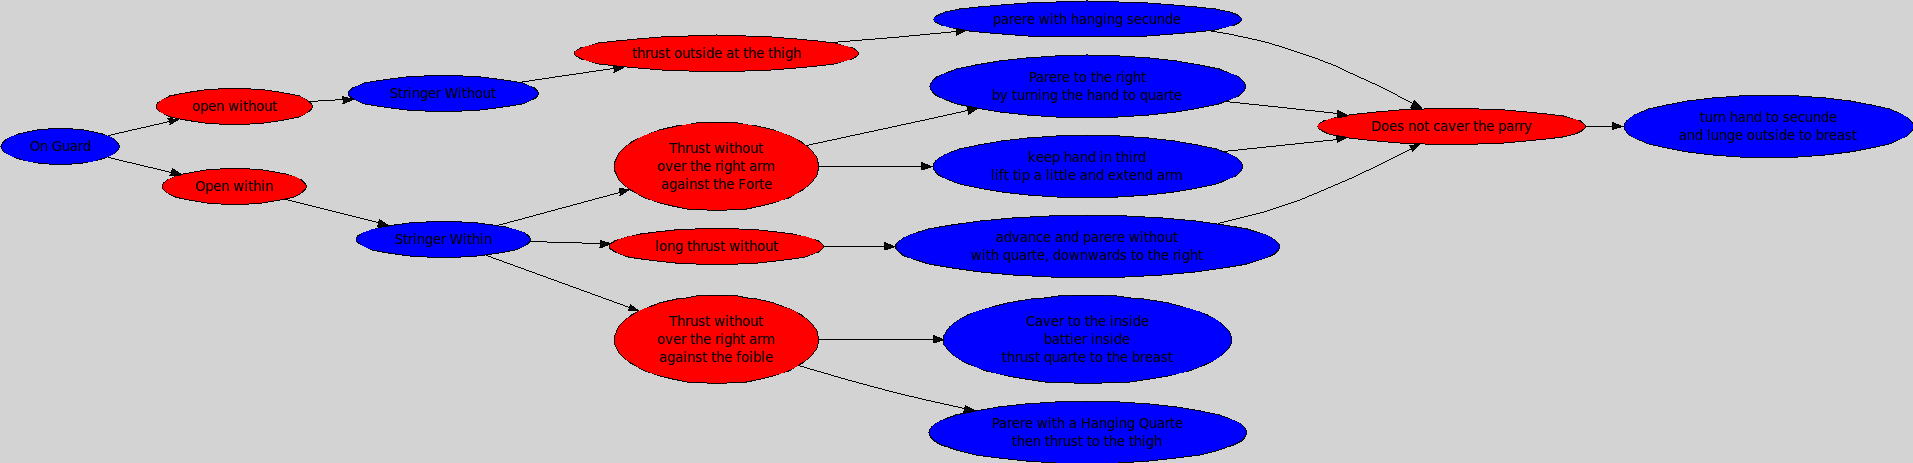 On Guard
open without
Open within
Stringer Without
Stringer Within
thrust outside at the thigh
Thrust without
over the right arm
against the Forte
long thrust without
Thrust without
over the right arm
against the foible
parere with hanging secunde
Parere to the right
by turning the hand to quarte
keep hand in third
lift tip a little and extend arm
advance and parere without
with quarte, downwards to the right
Caver to the inside
battier inside
thrust quarte to the breast
Parere with a Hanging Quarte
then thrust to the thigh
Does not caver the parry
turn hand to secunde
and lunge outside to breast